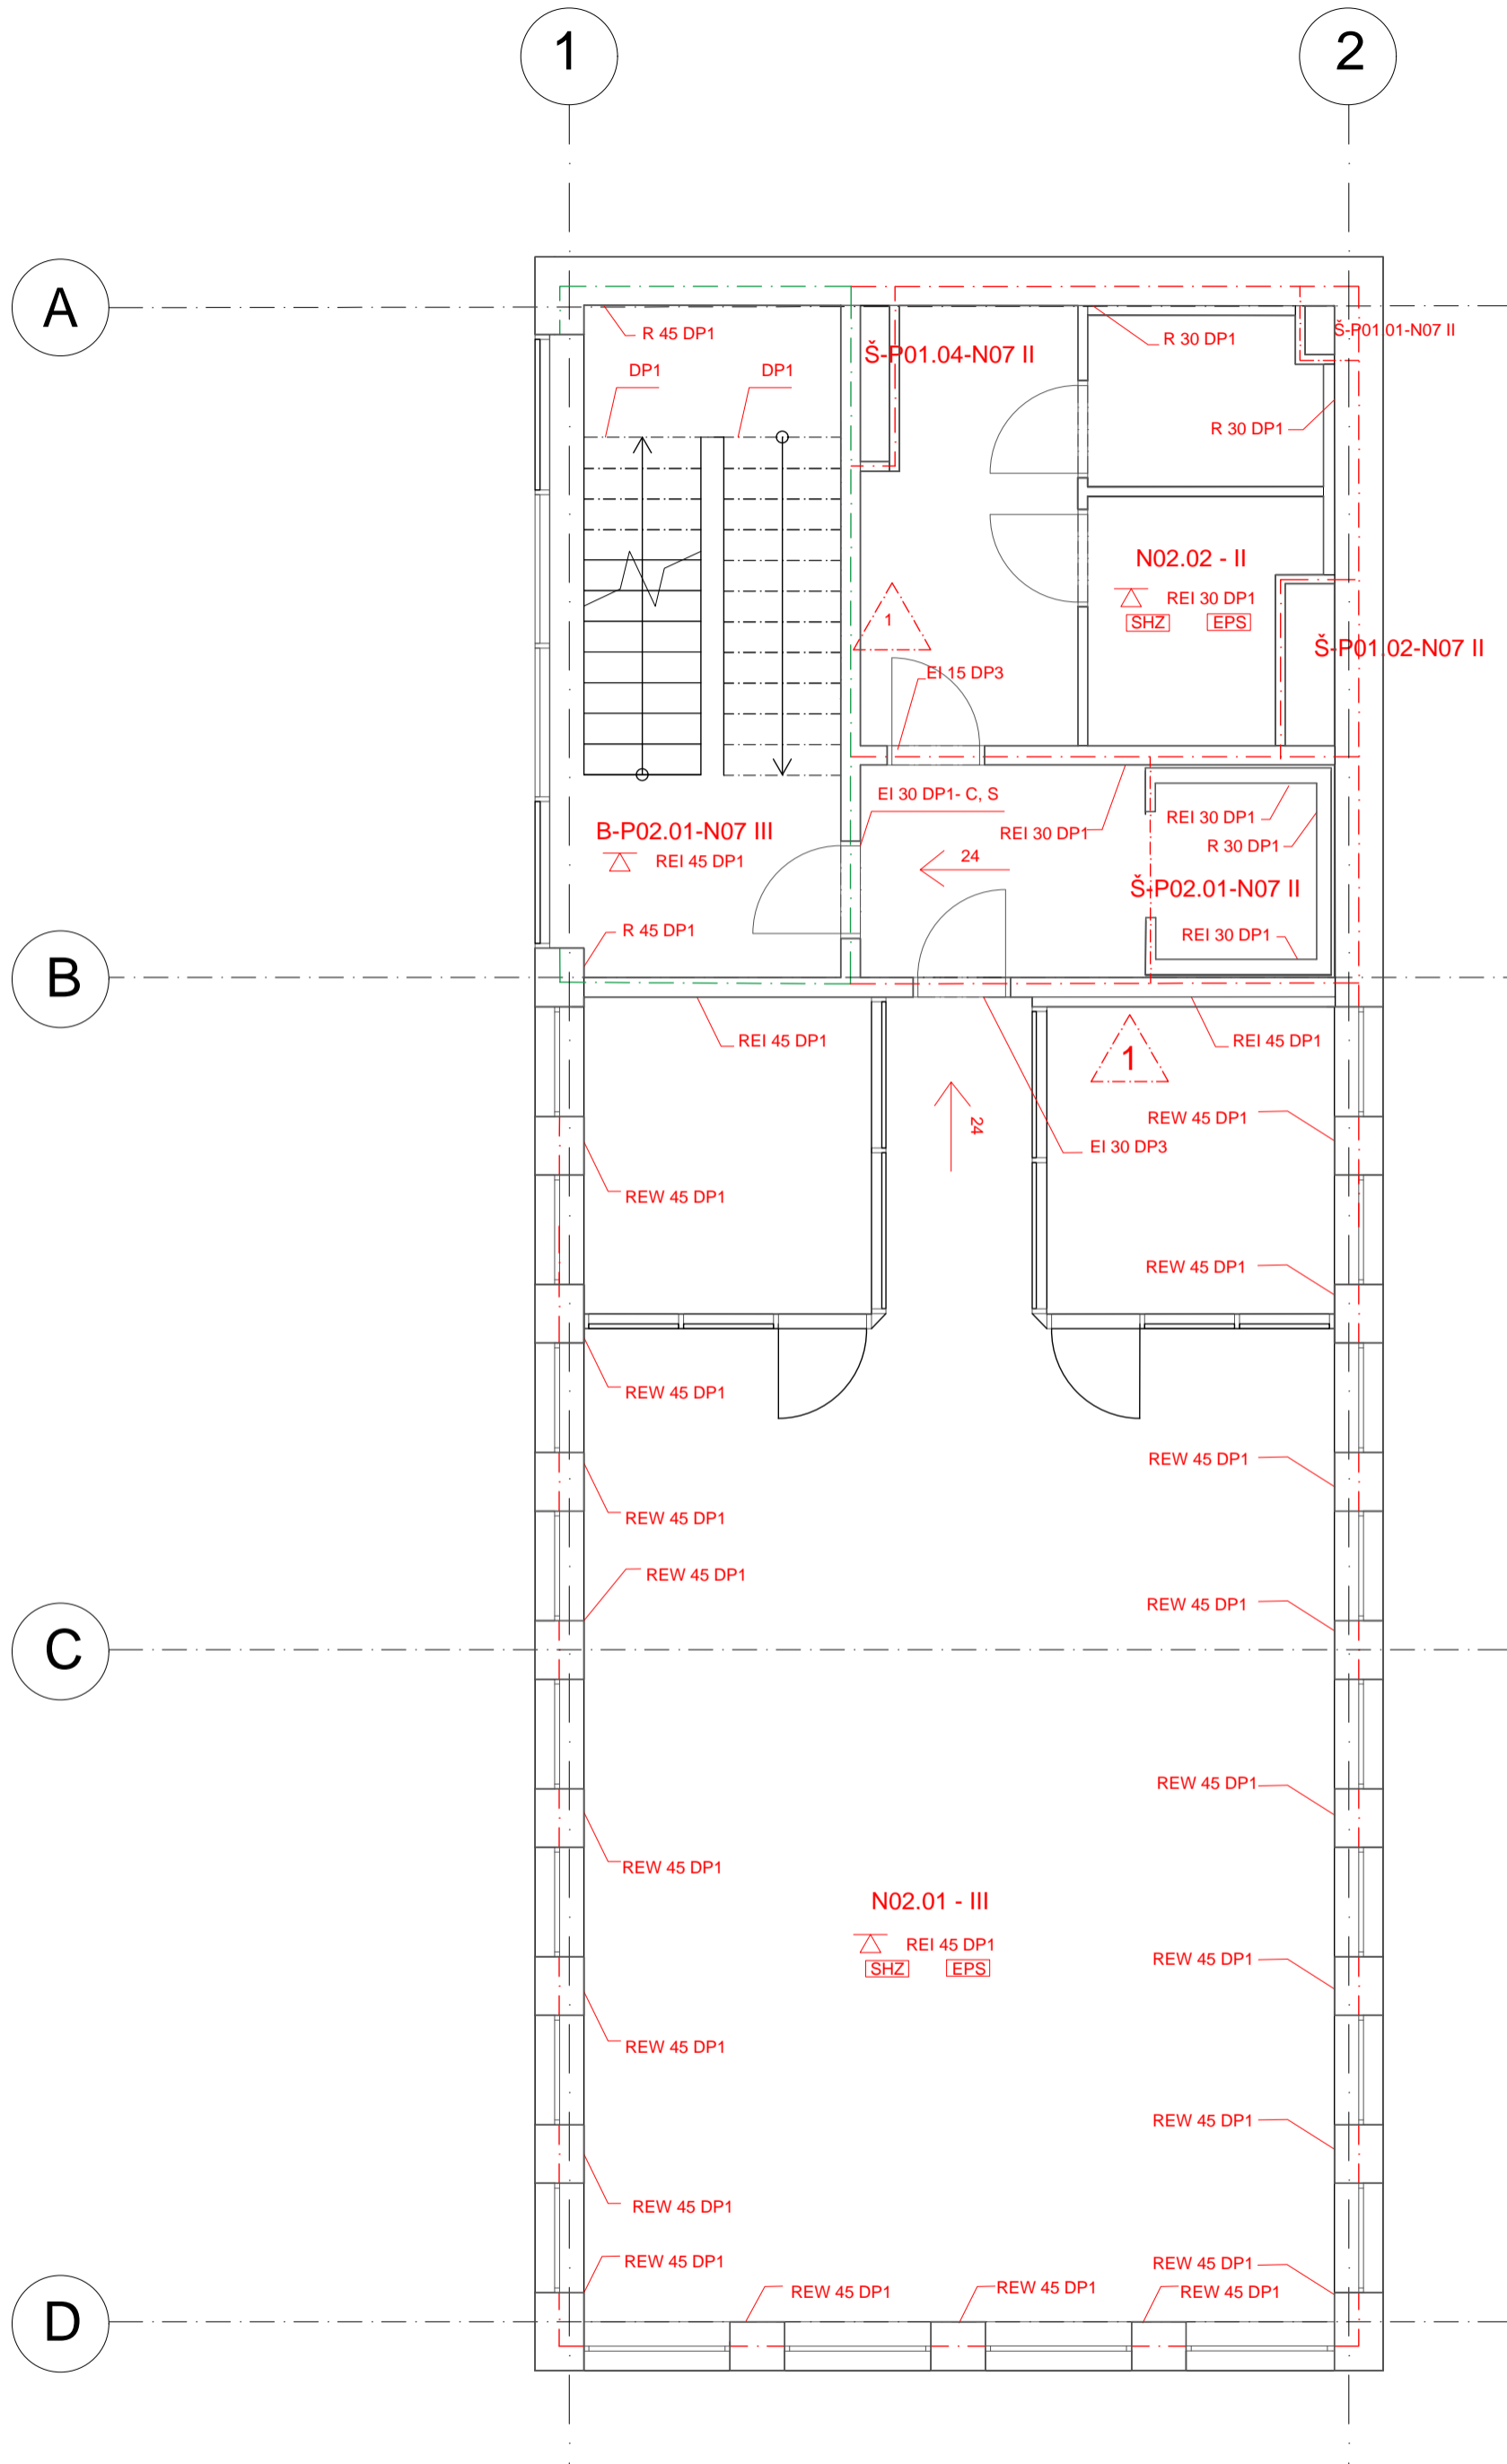 1
2
A
R 45 DP1
Š-P01.04-N07 II
R 30 DP1
Š-P01.01-N07 II
DP1
DP1
R 30 DP1
N02.02 - II
REI 30 DP1
SHZ
EPS
1
Š-P01.02-N07 II
EI 15 DP3
EI 30 DP1- C, S
B-P02.01-N07 III
REI 45 DP1
REI 30 DP1
REI 30 DP1
R 30 DP1
24
Š-P02.01-N07 II
R 45 DP1
REI 30 DP1
B
REI 45 DP1
1
REI 45 DP1
24
REW 45 DP1
EI 30 DP3
REW 45 DP1
REW 45 DP1
REW 45 DP1
REW 45 DP1
REW 45 DP1
REW 45 DP1
REW 45 DP1
C
REW 45 DP1
REW 45 DP1
N02.01 - III
REI 45 DP1
SHZ
EPS
REW 45 DP1
REW 45 DP1
REW 45 DP1
REW 45 DP1
REW 45 DP1
REW 45 DP1
REW 45 DP1
REW 45 DP1
REW 45 DP1
D